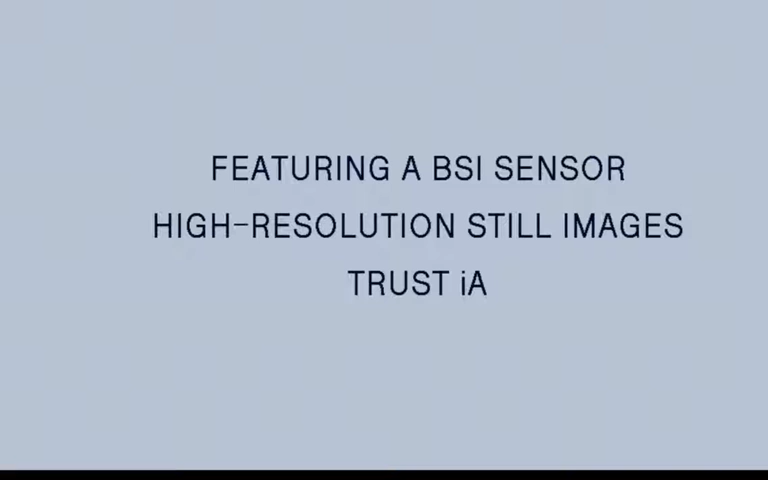 FEATURING A BSI SENSOR
HIGH-RESOLUTION STILL IMAGES
TRUST iA